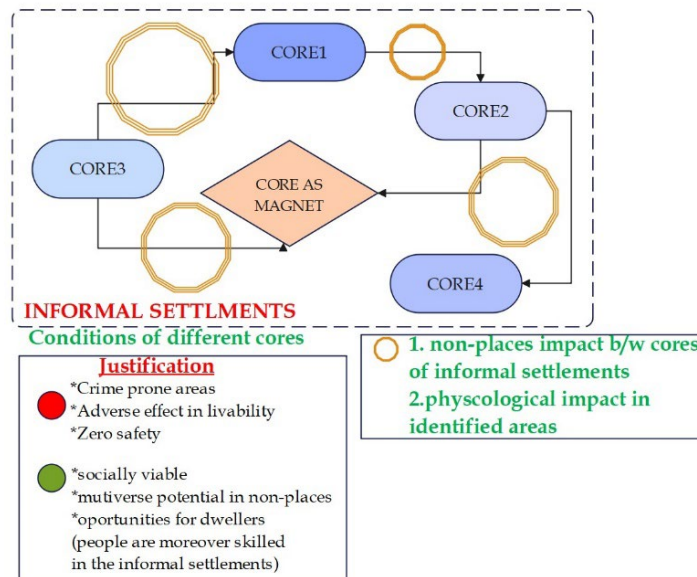 CORE1
CORE2
CORE3
CORE AS
MAGNET
CORE4
INFORMAL SETTLMENTS
Conditions of different cores
Justification
*Crime prone areas
*Adverse effect in livability
*Zero safety
*socially viable
*mutiverse potential in non-places
*oportunities for dwellers
(people are moreover skilled
in the informal settlements)
1. non-places impact b/w cores
of informal settlements
2.physcological impact in
identified areas